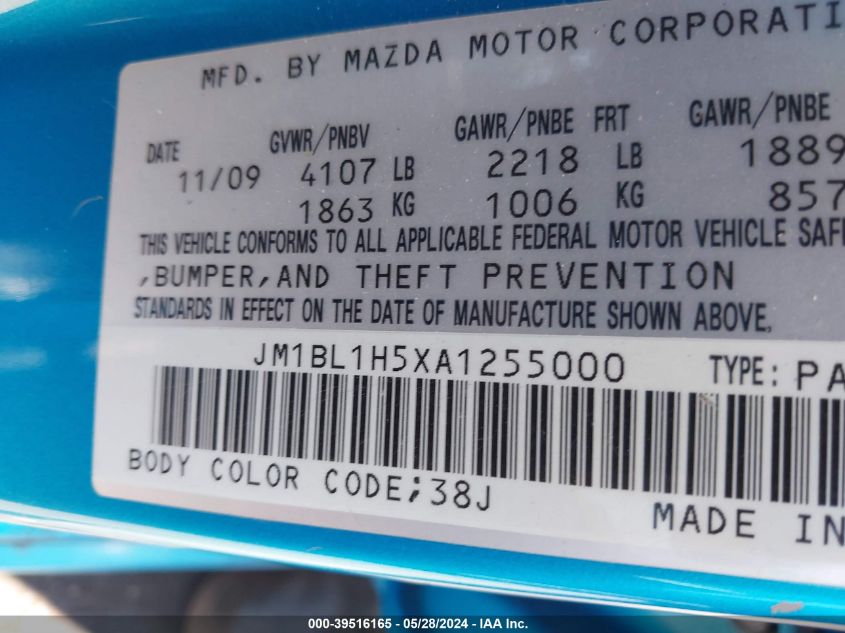 MFD. BY MAZDA MOTOR CORPORATI
DATE GVWR/PNBV GAWR/PNBE FRT GAWR/PNBE
11/09 4107 LB 2218 LB 1889
1863 KG 1006 KG 857
THIS VEHICLE CONFORMS TO ALL APPLICABLE FEDERAL MOTOR VEHICLE SAFE
,BUMPER,AND THEFT PREVENTION
STANDARDS IN EFFECT ON THE DATE OF MANUFACTURE SHOWN ABOVE.
JM1BL1H5XA1255000 TYPE: PA
BODY COLOR CODE;38J
MADE IN
000-39516165 - 05/28/2024 - IAA Inc.